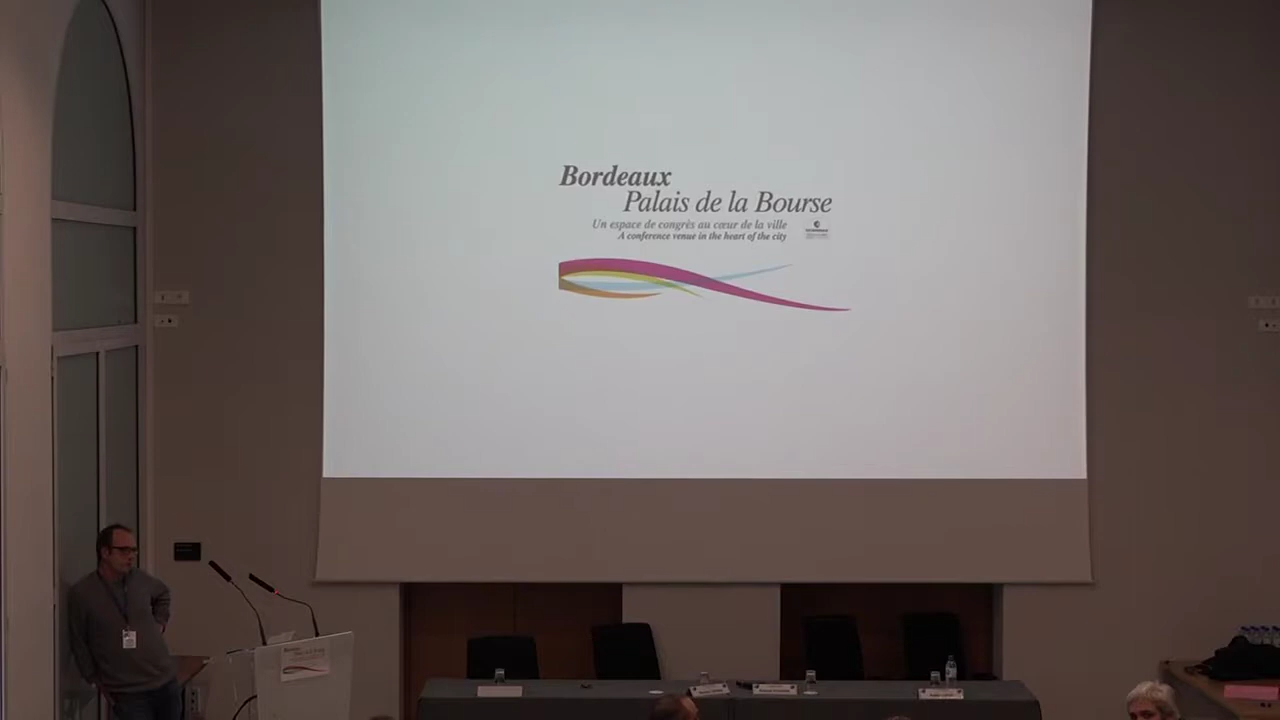 Bordeaux
Palais de la Bourse
Un espace de congrès au cœur de la ville
A conference venue in the heart of the city